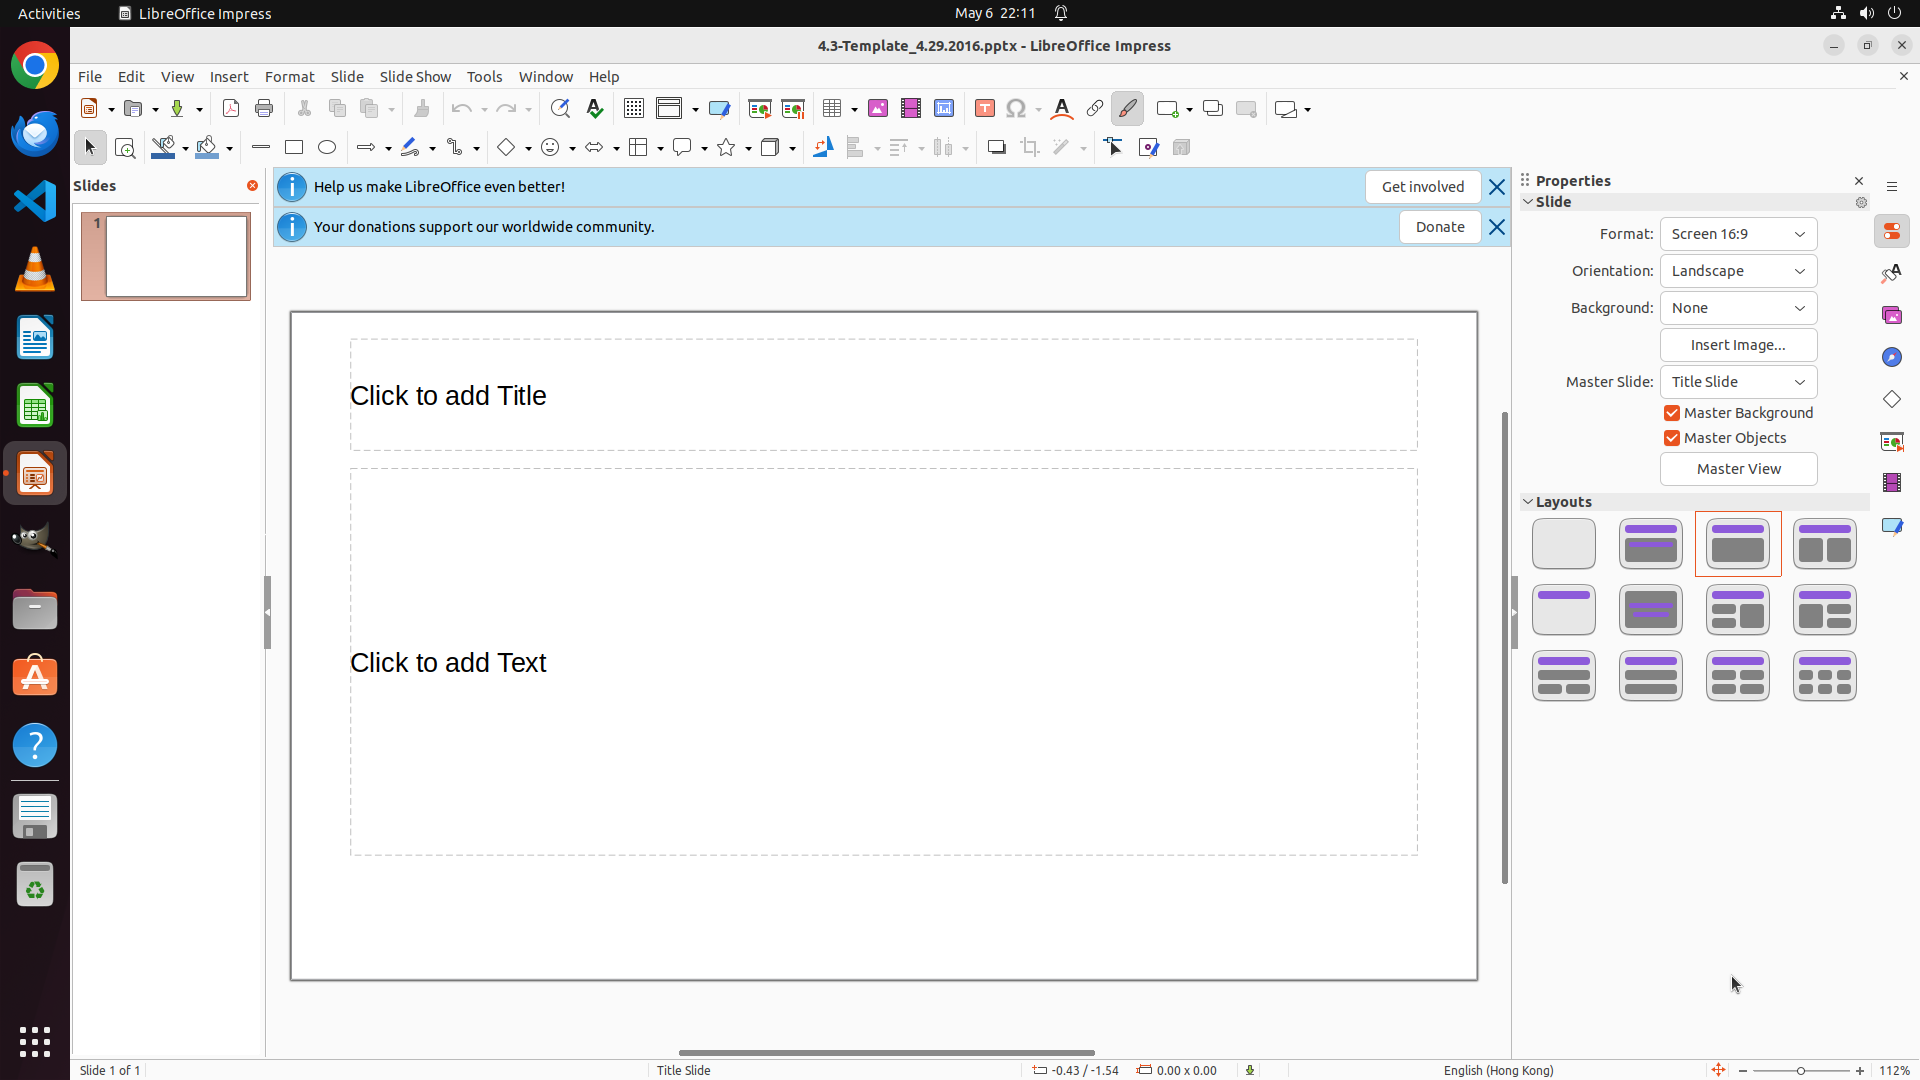 Activities
LibreOffice Impress
May 6 22:11
4.3-Template_4.29.2016.pptx - LibreOffice Impress
File Edit View Insert Format Slide Slide Show Tools Window Help
Slides
1
Help us make LibreOffice even better!
Get involved
Your donations support our worldwide community.
Donate
Click to add Title
Click to add Text
Properties
Slide
Format: Screen 16:9
Orientation: Landscape
Background: None
Insert Image...
Master Slide: Title Slide
Master Background
Master Objects
Master View
Layouts
Slide 1 of 1
Title Slide
-0.43 / -1.54
0.00 x 0.00
English (Hong Kong)
112%